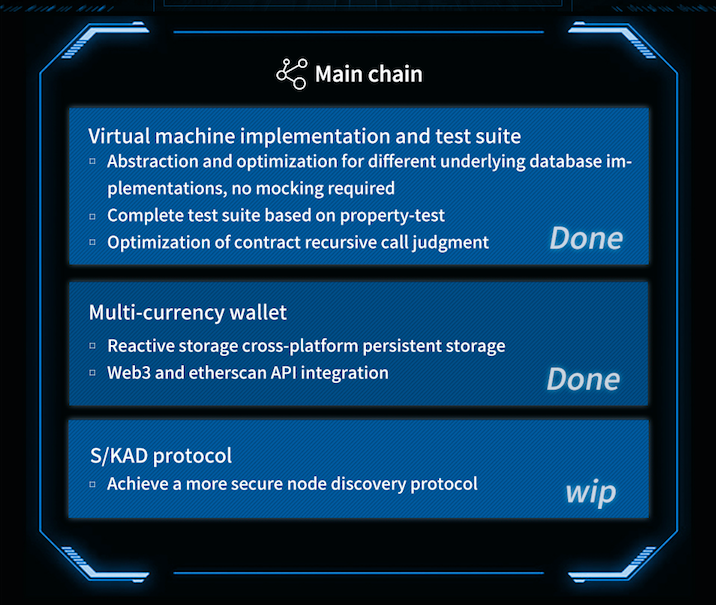 Main chain
Virtual machine implementation and test suite
Abstraction and optimization for different underlying database im-
plementations, no mocking required
Complete test suite based on property-test
Optimization of contract recursive call judgment
Done
Multi-currency wallet
Reactive storage cross-platform persistent storage
Web3 and etherscan API integration
Done
S/KAD protocol
Achieve a more secure node discovery protocol
wip